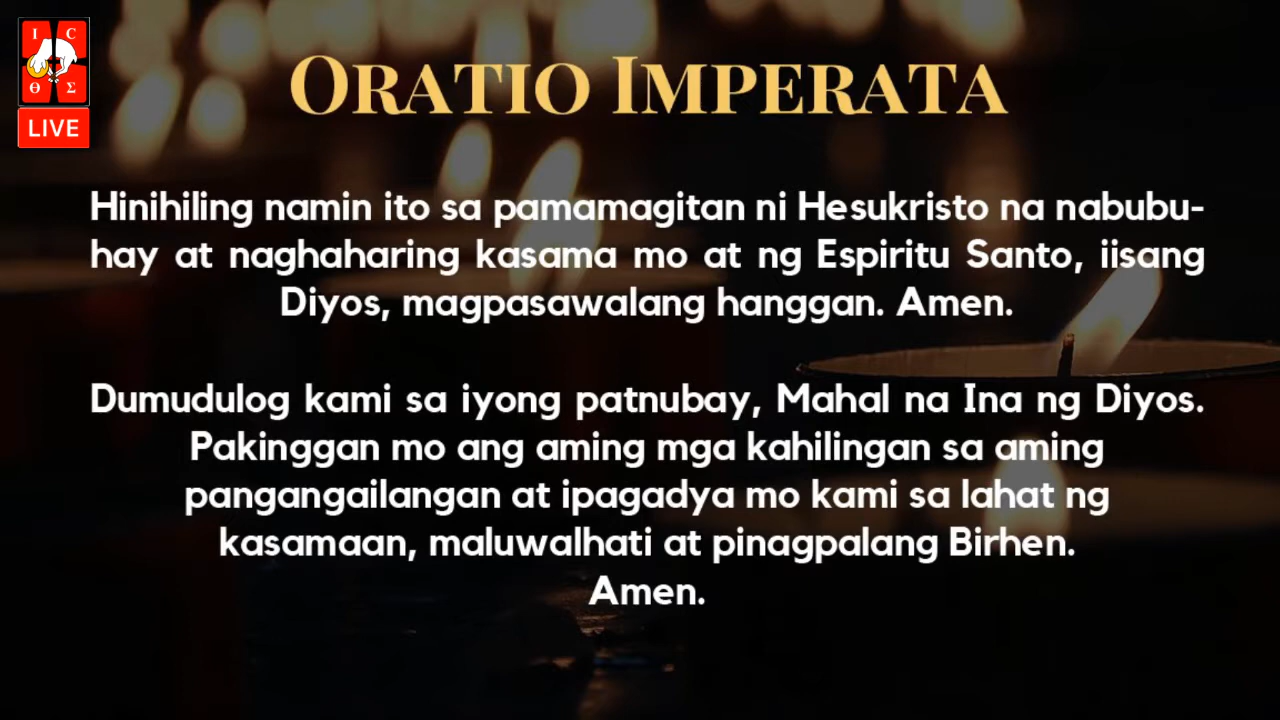 I C
Θ Σ
LIVE
ORATIO IMPERATA
Hinihiling namin ito sa pamamagitan ni Hesukristo na nabubu-
hay at naghaharing kasama mo at ng Espiritu Santo, iisang
Diyos, magpasawalang hanggan. Amen.
Dumudulog kami sa iyong patnubay, Mahal na Ina ng Diyos.
Pakinggan mo ang aming mga kahilingan sa aming
pangangailangan at ipagadya mo kami sa lahat ng
kasamaan, maluwalhati at pinagpalang Birhen.
Amen.